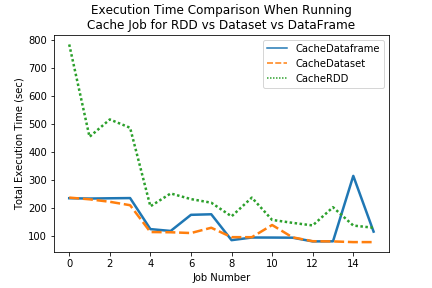 Execution Time Comparison When Running
Cache Job for RDD vs Dataset vs DataFrame
800
700
600
500
400
300
200
100
Total Execution Time (sec)
CacheDataframe
CacheDataset
CacheRDD
0 2 4 6 8 10 12 14
Job Number